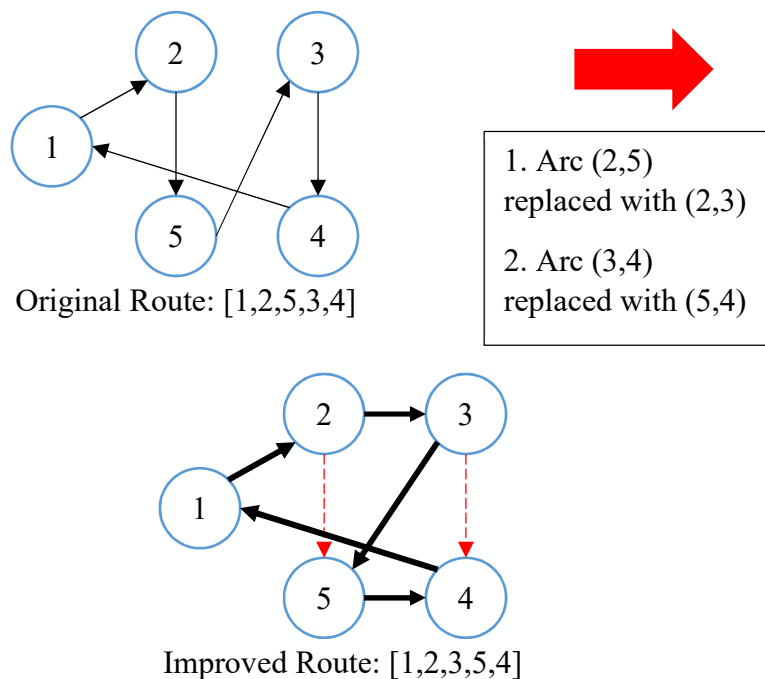 2
3
1
5
4
Original Route: [1,2,5,3,4]
1. Arc (2,5)
replaced with (2,3)
2. Arc (3,4)
replaced with (5,4)
2
3
1
5
4
Improved Route: [1,2,3,5,4]